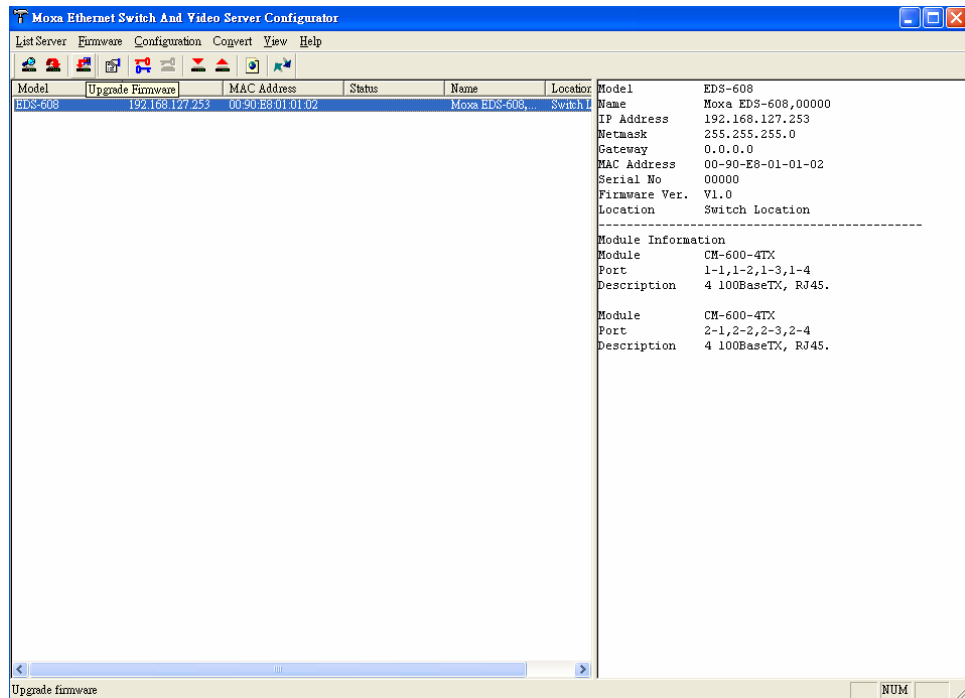 Moxa Ethernet Switch And Video Server Configurator
List Server Firmware Configuration Convert View Help
Model Upgrade Firmware MAC Address Status Name Location
EDS-608 192.168.127.253 00:90:E8:01:01:02 Moxa EDS-608,... Switch L
Model EDS-608
Name Moxa EDS-608,00000
IP Address 192.168.127.253
Netmask 255.255.255.0
Gateway 0.0.0.0
MAC Address 00-90-E8-01-01-02
Serial No 00000
Firmware Ver. V1.0
Location Switch Location
----------------------------------------------
Module Information
Module CM-600-4TX
Port 1-1,1-2,1-3,1-4
Description 4 100BaseTX, RJ45.
Module CM-600-4TX
Port 2-1,2-2,2-3,2-4
Description 4 100BaseTX, RJ45.
Upgrade firmware NUM